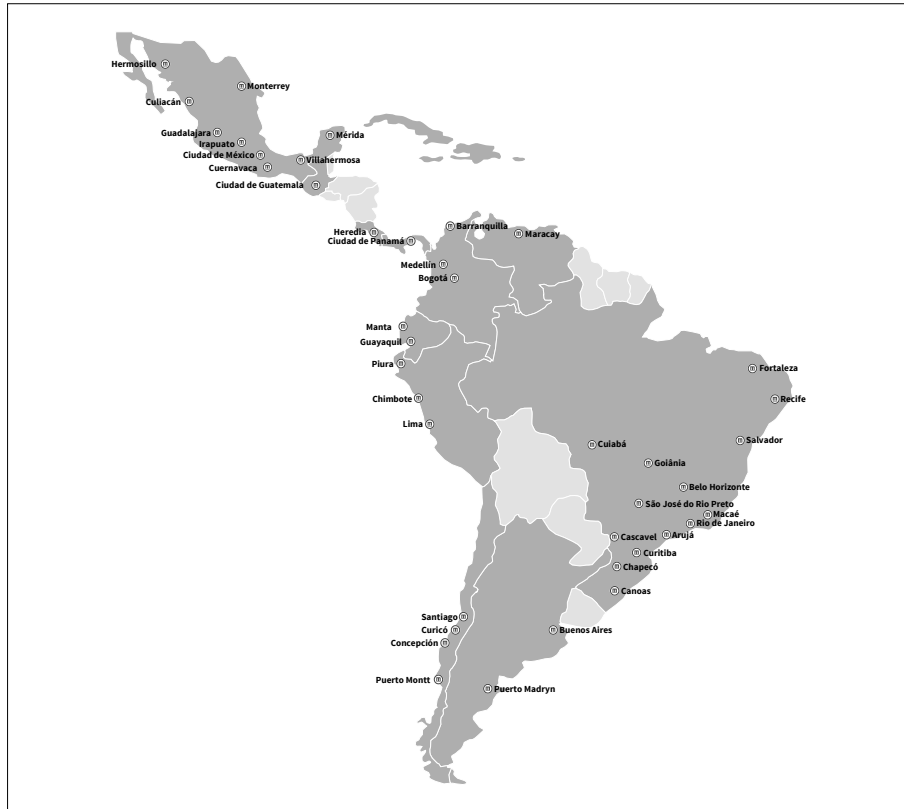 Hermosillo
Monterrey
Culiacán
Guadalajara
Mérida
Irapuato
Ciudad de México
Villahermosa
Cuernavaca
Ciudad de Guatemala
Barranquilla
Heredia
Maracay
Ciudad de Panamá
Medellín
Bogotá
Manta
Guayaquil
Piura
Fortaleza
Chimbote
Recife
Lima
Salvador
Cuiabá
Goiânia
Belo Horizonte
São José do Rio Preto
Macaé
Rio de Janeiro
Arujá
Cascavel
Curitiba
Chapecó
Canoas
Santiago
Curicó
Buenos Aires
Concepción
Puerto Montt
Puerto Madryn